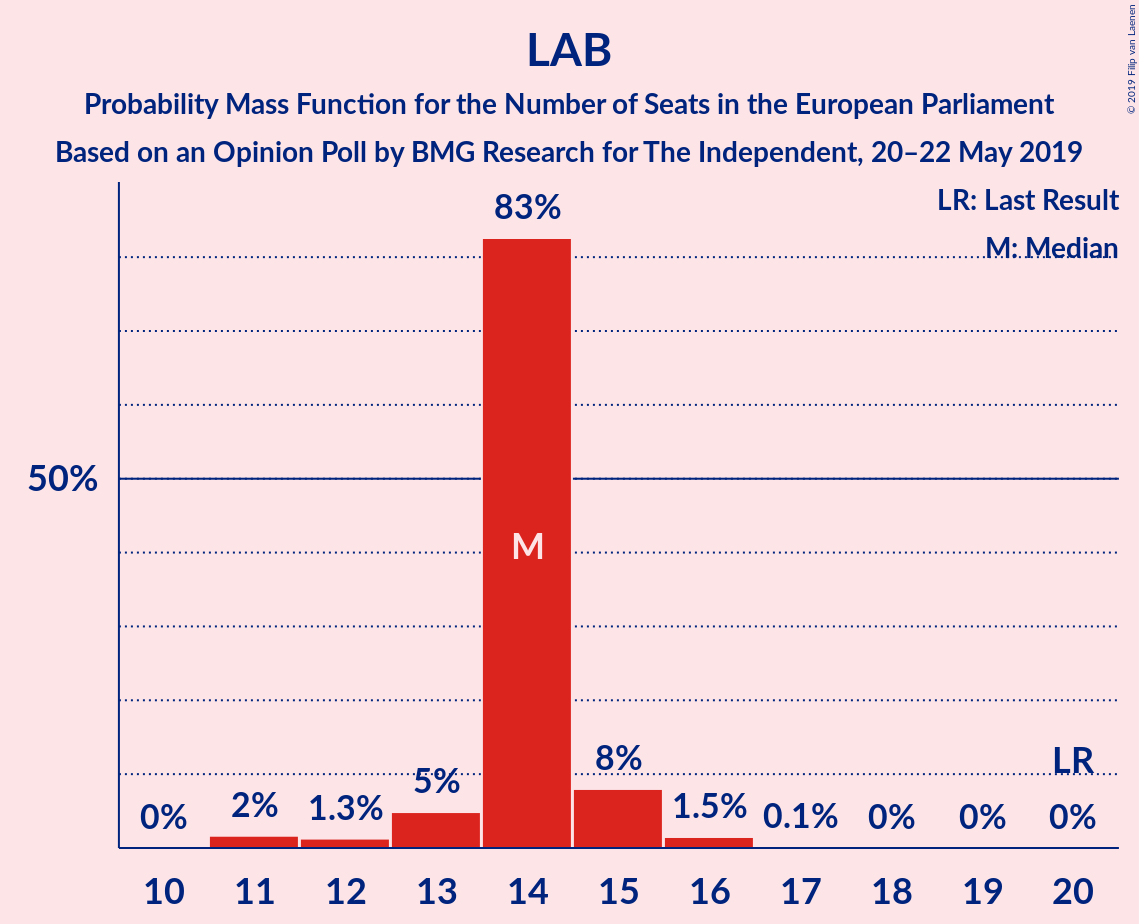 LAB
Probability Mass Function for the Number of Seats in the European Parliament
Based on an Opinion Poll by BMG Research for The Independent, 20–22 May 2019
© 2019 Filip van Laenen
LR: Last Result
M: Median
83%
50%
M
LR
0%
2%
1.3%
5%
8%
1.5%
0.1%
0%
0%
0%
10 11 12 13 14 15 16 17 18 19 20